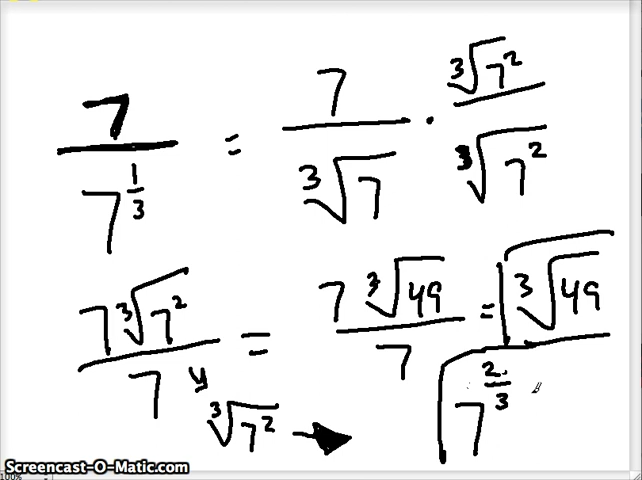 7/7^(1/3) = 7/∛7 · ∛7²/∛7²
7∛7²/7 = 7∛49/7 = ∛49
∛7² → 7^(2/3)
Screencast-O-Matic.com
100%